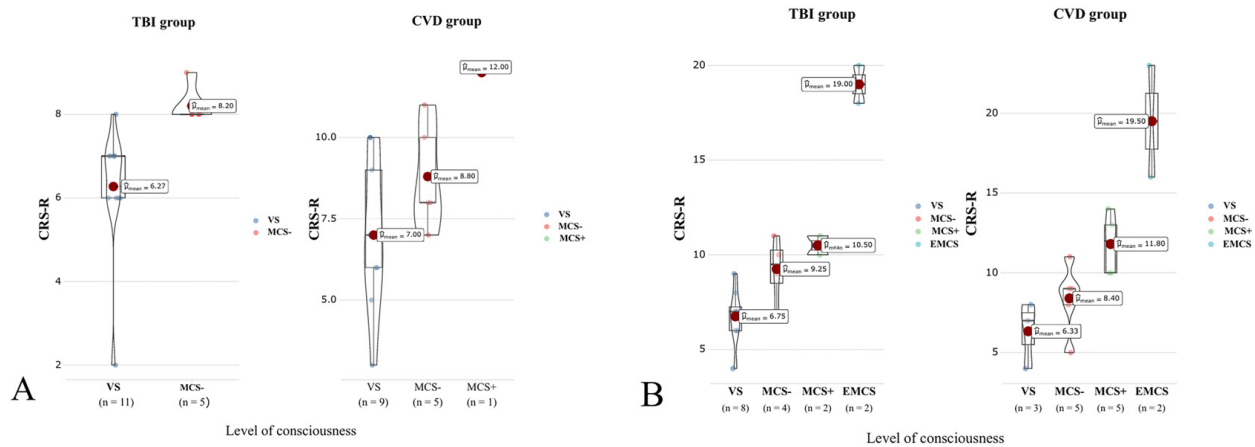 A
TBI group
CVD group
CRS-R
8
6
4
2
μ̂mean = 8.20
μ̂mean = 6.27
VS
MCS-
VS
(n = 11)
MCS-
(n = 5)
CRS-R
10.0
7.5
5.0
μ̂mean = 12.00
μ̂mean = 8.80
μ̂mean = 7.00
VS
MCS-
MCS+
VS
(n = 9)
MCS-
(n = 5)
MCS+
(n = 1)
Level of consciousness
B
TBI group
CVD group
CRS-R
20
15
10
5
μ̂mean = 19.00
μ̂mean = 10.50
μ̂mean = 9.25
μ̂mean = 6.75
VS
MCS-
MCS+
EMCS
VS
(n = 8)
MCS-
(n = 4)
MCS+
(n = 2)
EMCS
(n = 2)
CRS-R
20
15
10
5
μ̂mean = 19.50
μ̂mean = 11.80
μ̂mean = 8.40
μ̂mean = 6.33
VS
MCS-
MCS+
EMCS
VS
(n = 3)
MCS-
(n = 5)
MCS+
(n = 5)
EMCS
(n = 2)
Level of consciousness